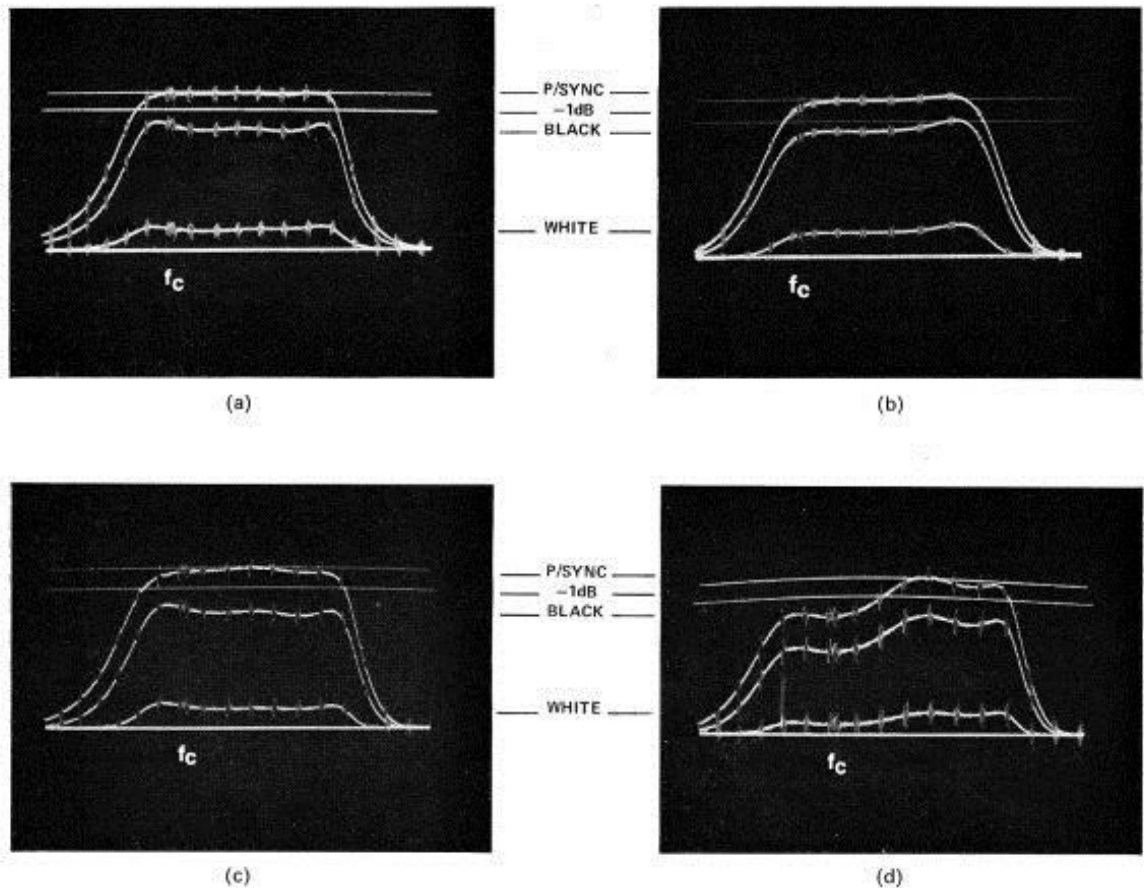 P/SYNC
−1dB
BLACK
WHITE
fc
fc
(a)
(b)
P/SYNC
−1dB
BLACK
WHITE
fc
fc
(c)
(d)